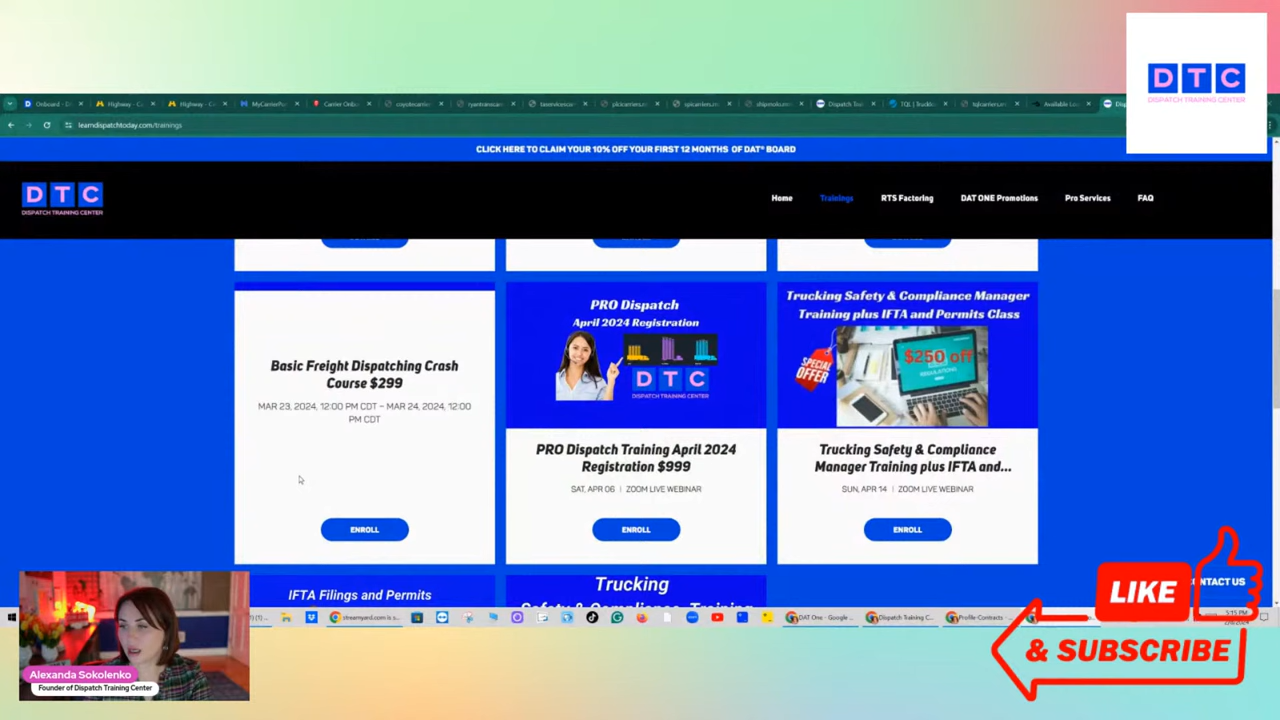 DTC
DISPATCH TRAINING CENTER
learndispatchtoday.com/trainings
CLICK HERE TO CLAIM YOUR 10% OFF YOUR FIRST 12 MONTHS OF DAT® BOARD
DTC
DISPATCH TRAINING CENTER
Home
Trainings
RTS Factoring
DAT ONE Promotions
Pro Services
FAQ
Basic Freight Dispatching Crash
Course $299
MAR 23, 2024, 12:00 PM CDT – MAR 24, 2024, 12:00
PM CDT
ENROLL
PRO Dispatch
April 2024 Registration
DTC
DISPATCH TRAINING CENTER
PRO Dispatch Training April 2024
Registration $999
SAT, APR 06 | ZOOM LIVE WEBINAR
ENROLL
Trucking Safety & Compliance Manager
Training plus IFTA and Permits Class
SPECIAL
OFFER
$250 off
REGULATIONS
Trucking Safety & Compliance
Manager Training plus IFTA and...
SUN, APR 14 | ZOOM LIVE WEBINAR
ENROLL
IFTA Filings and Permits
Trucking
Safety & Compliance Training
CONTACT US
LIKE
& SUBSCRIBE
Alexanda Sokolenko
Founder of Dispatch Training Center